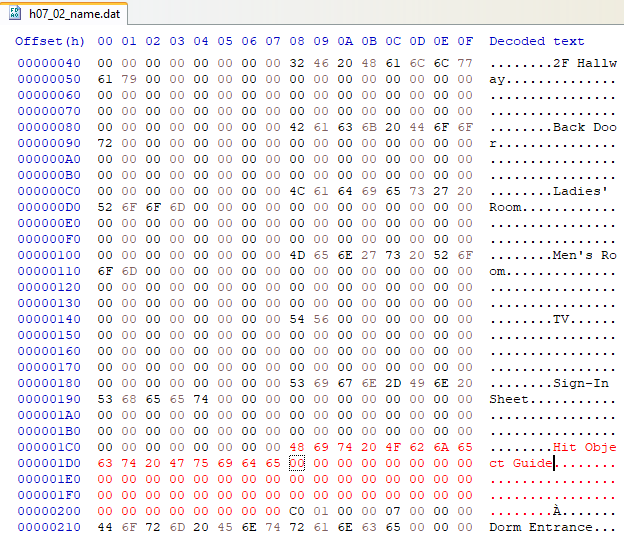 h07_02_name.dat
Offset(h) 00 01 02 03 04 05 06 07 08 09 0A 0B 0C 0D 0E 0F Decoded text
00000040 00 00 00 00 00 00 00 00 32 46 20 48 61 6C 6C 77 ........2F Hallw
00000050 61 79 00 00 00 00 00 00 00 00 00 00 00 00 00 00 ay..............
00000060 00 00 00 00 00 00 00 00 00 00 00 00 00 00 00 00 ................
00000070 00 00 00 00 00 00 00 00 00 00 00 00 00 00 00 00 ................
00000080 00 00 00 00 00 00 00 00 42 61 63 6B 20 44 6F 6F ........Back Doo
00000090 72 00 00 00 00 00 00 00 00 00 00 00 00 00 00 00 r...............
000000A0 00 00 00 00 00 00 00 00 00 00 00 00 00 00 00 00 ................
000000B0 00 00 00 00 00 00 00 00 00 00 00 00 00 00 00 00 ................
000000C0 00 00 00 00 00 00 00 00 4C 61 64 69 65 73 27 20 ........Ladies'
000000D0 52 6F 6F 6D 00 00 00 00 00 00 00 00 00 00 00 00 Room............
000000E0 00 00 00 00 00 00 00 00 00 00 00 00 00 00 00 00 ................
000000F0 00 00 00 00 00 00 00 00 00 00 00 00 00 00 00 00 ................
00000100 00 00 00 00 00 00 00 00 4D 65 6E 27 73 20 52 6F ........Men's Ro
00000110 6F 6D 00 00 00 00 00 00 00 00 00 00 00 00 00 00 om..............
00000120 00 00 00 00 00 00 00 00 00 00 00 00 00 00 00 00 ................
00000130 00 00 00 00 00 00 00 00 00 00 00 00 00 00 00 00 ................
00000140 00 00 00 00 00 00 00 00 54 56 00 00 00 00 00 00 ........TV......
00000150 00 00 00 00 00 00 00 00 00 00 00 00 00 00 00 00 ................
00000160 00 00 00 00 00 00 00 00 00 00 00 00 00 00 00 00 ................
00000170 00 00 00 00 00 00 00 00 00 00 00 00 00 00 00 00 ................
00000180 00 00 00 00 00 00 00 00 53 69 67 6E 2D 49 6E 20 ........Sign-In
00000190 53 68 65 65 74 00 00 00 00 00 00 00 00 00 00 00 Sheet...........
000001A0 00 00 00 00 00 00 00 00 00 00 00 00 00 00 00 00 ................
000001B0 00 00 00 00 00 00 00 00 00 00 00 00 00 00 00 00 ................
000001C0 00 00 00 00 00 00 00 00 48 69 74 20 4F 62 6A 65 ........Hit Obje
000001D0 63 74 20 47 75 69 64 65 00 00 00 00 00 00 00 00 ct Guide........
000001E0 00 00 00 00 00 00 00 00 00 00 00 00 00 00 00 00 ................
000001F0 00 00 00 00 00 00 00 00 00 00 00 00 00 00 00 00 ................
00000200 00 00 00 00 00 00 00 00 C0 01 00 00 07 00 00 00 ........À.......
00000210 44 6F 72 6D 20 45 6E 74 72 61 6E 63 65 00 00 00 Dorm Entrance...